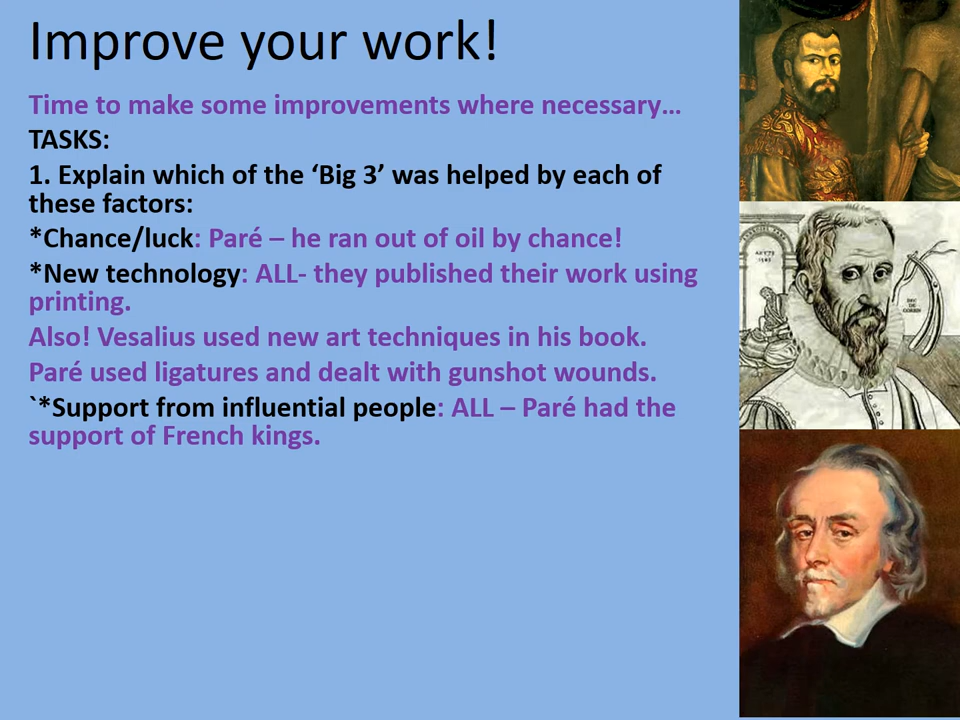 Improve your work!
Time to make some improvements where necessary…
TASKS:
1. Explain which of the ‘Big 3’ was helped by each of
these factors:
*Chance/luck: Paré – he ran out of oil by chance!
*New technology: ALL- they published their work using
printing.
Also! Vesalius used new art techniques in his book.
Paré used ligatures and dealt with gunshot wounds.
`*Support from influential people: ALL – Paré had the
support of French kings.